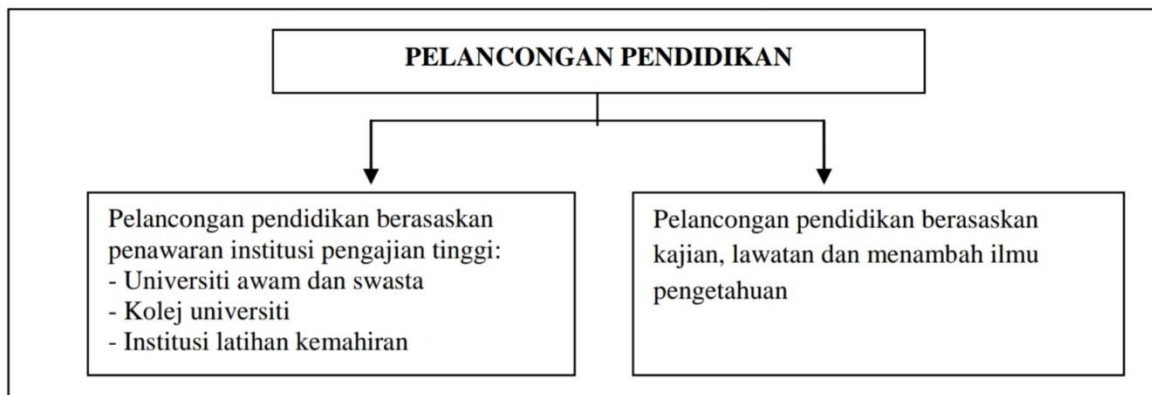 PELANCONGAN PENDIDIKAN
Pelancongan pendidikan berasaskan
penawaran institusi pengajian tinggi:
- Universiti awam dan swasta
- Kolej universiti
- Institusi latihan kemahiran
Pelancongan pendidikan berasaskan
kajian, lawatan dan menambah ilmu
pengetahuan